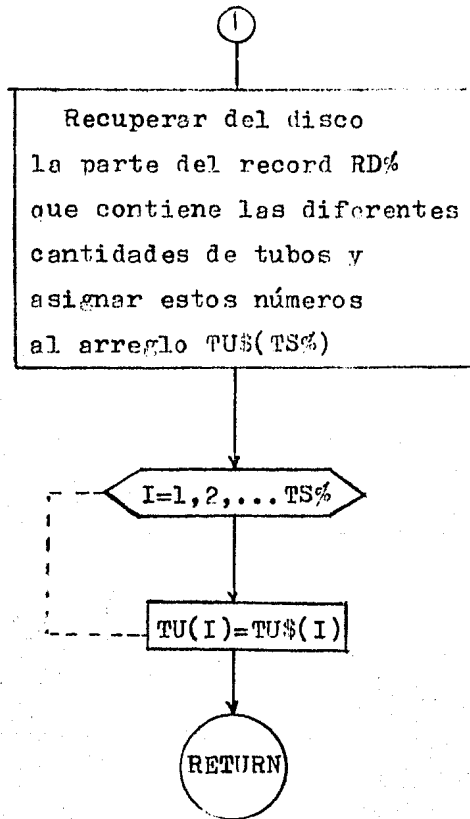 1
Recuperar del disco
la parte del record RD%
que contiene las diferentes
cantidades de tubos y
asignar estos números
al arreglo TU$(TS%)
I=1,2,...TS%
TU(I)=TU$(I)
RETURN